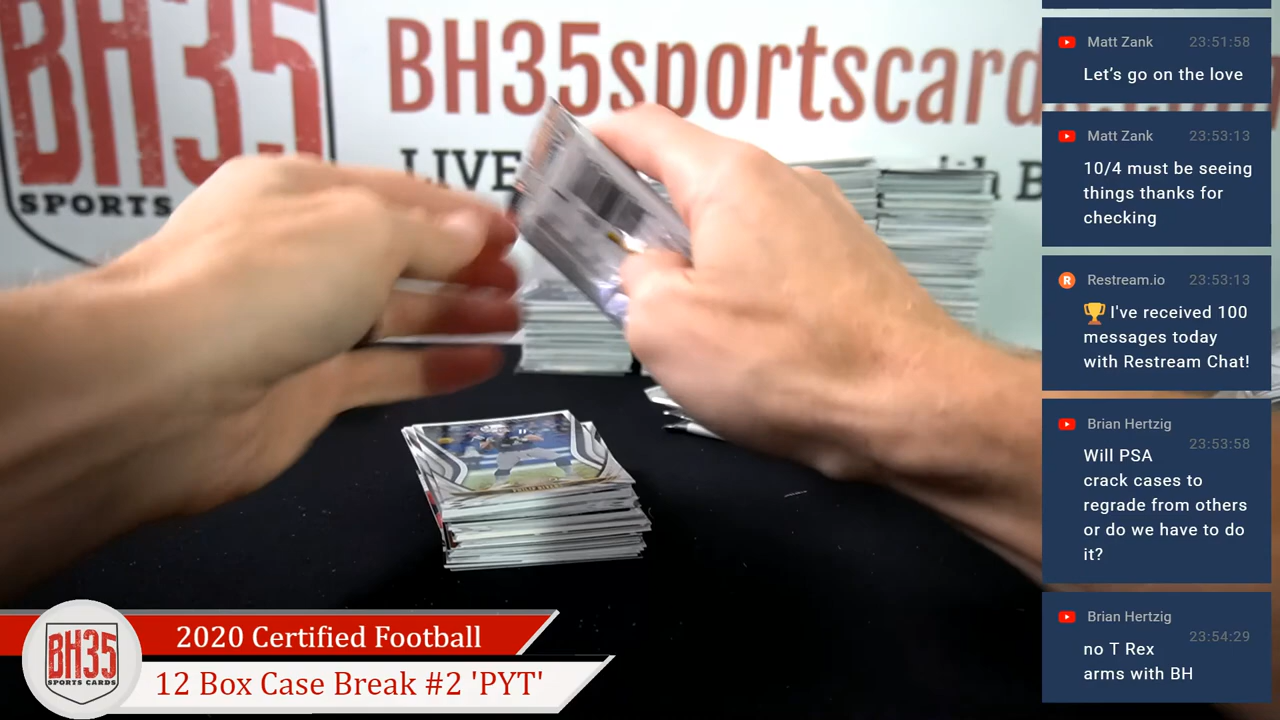 BH35
SPORTS
BH35sportscard
LIVE
B
2020 Certified Football
12 Box Case Break #2 'PYT'
BH35
SPORTS CARDS
Matt Zank 23:51:58
Let's go on the love
Matt Zank 23:53:13
10/4 must be seeing
things thanks for
checking
Restream.io 23:53:13
🏆 I've received 100
messages today
with Restream Chat!
Brian Hertzig
23:53:58
Will PSA
crack cases to
regrade from others
or do we have to do
it?
Brian Hertzig
23:54:29
no T Rex
arms with BH